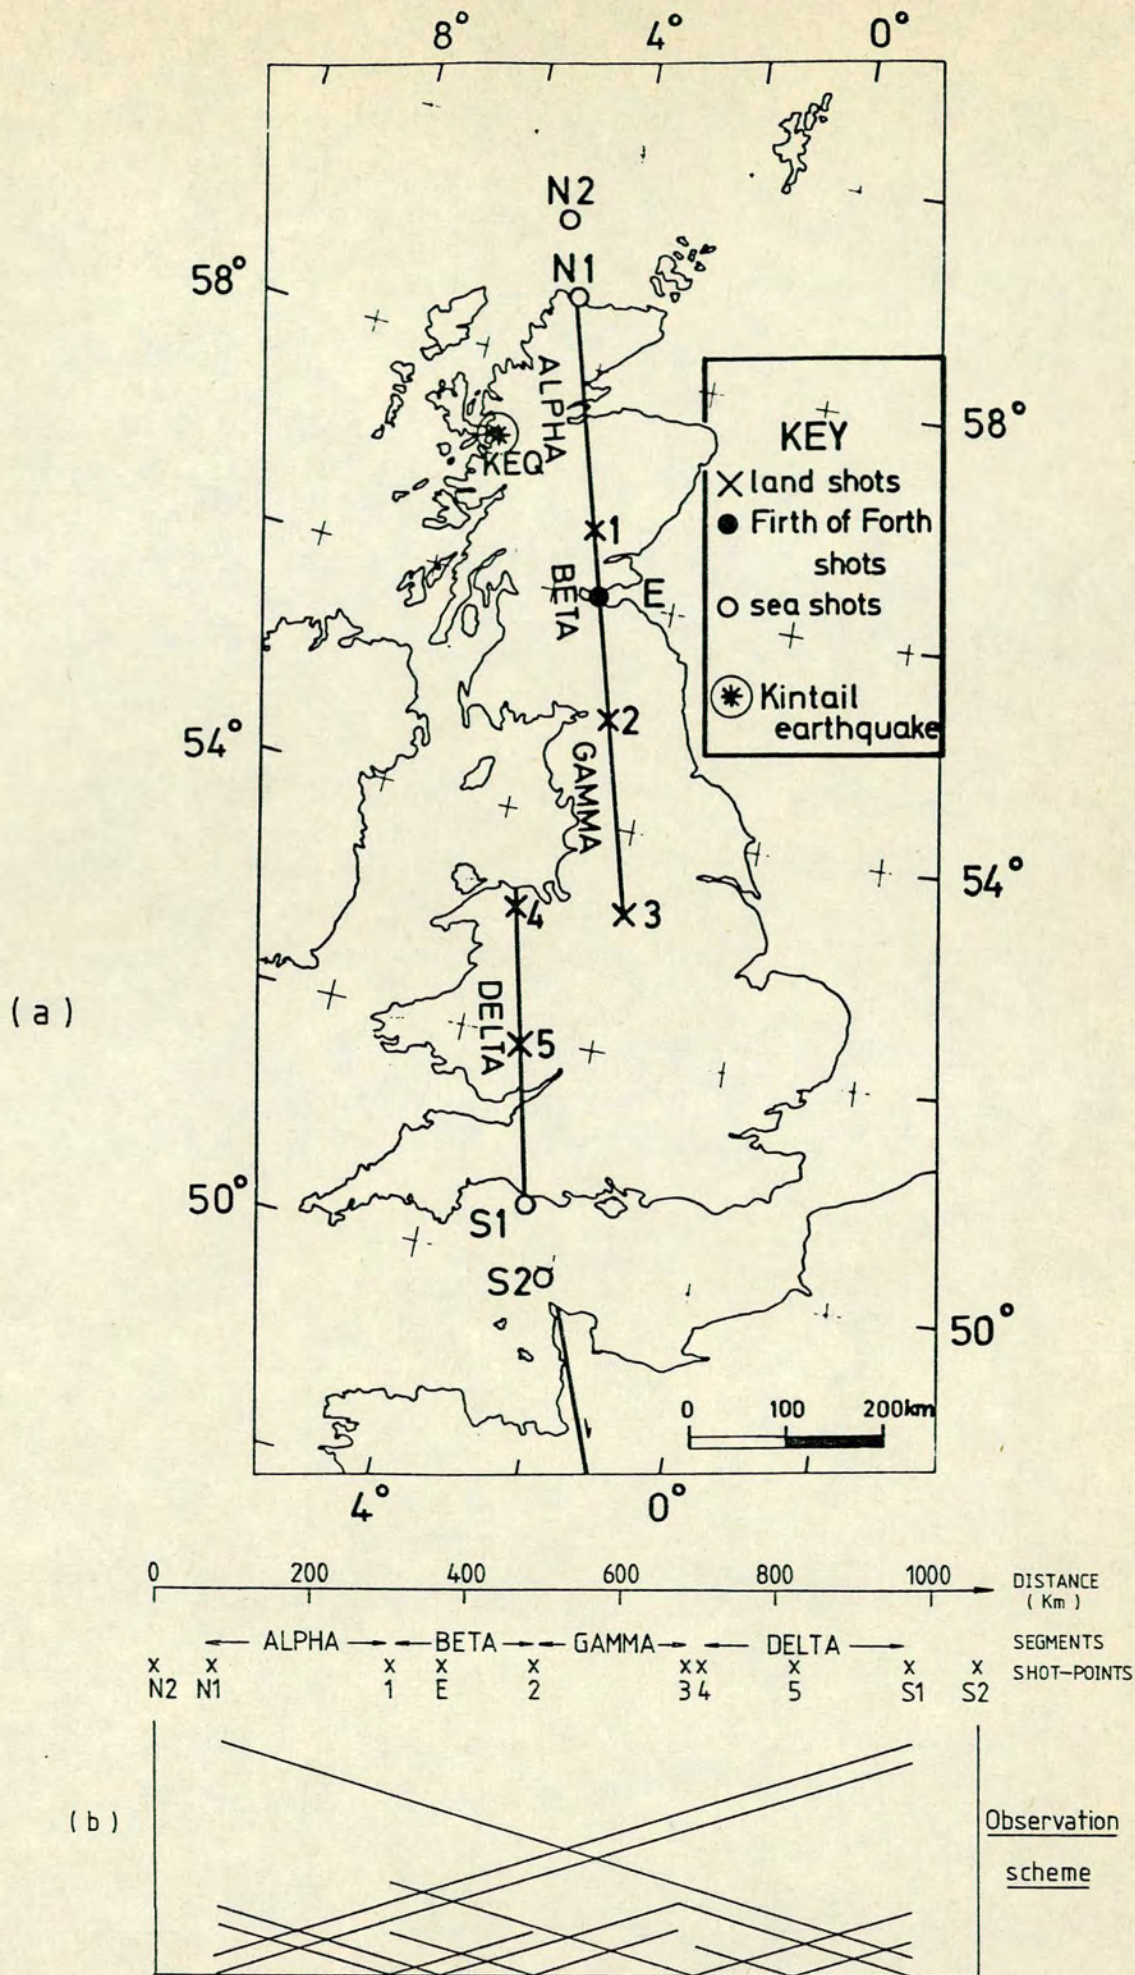 8° 4° 0°
N2
58° N1
ALPHA
58°
KEY
KEQ
× land shots
1
● Firth of Forth
shots
BETA
E
○ sea shots
2
Kintail
earthquake
54°
GAMMA
54°
4 3
(a)
DELTA
5
50°
S1
S2
50°
0 100 200km
4° 0°
0 200 400 600 800 1000 DISTANCE
(Km)
ALPHA BETA GAMMA DELTA SEGMENTS
x x x x x x x x x x SHOT-POINTS
N2 N1 1 E 2 3 4 5 S1 S2
(b) Observation
scheme